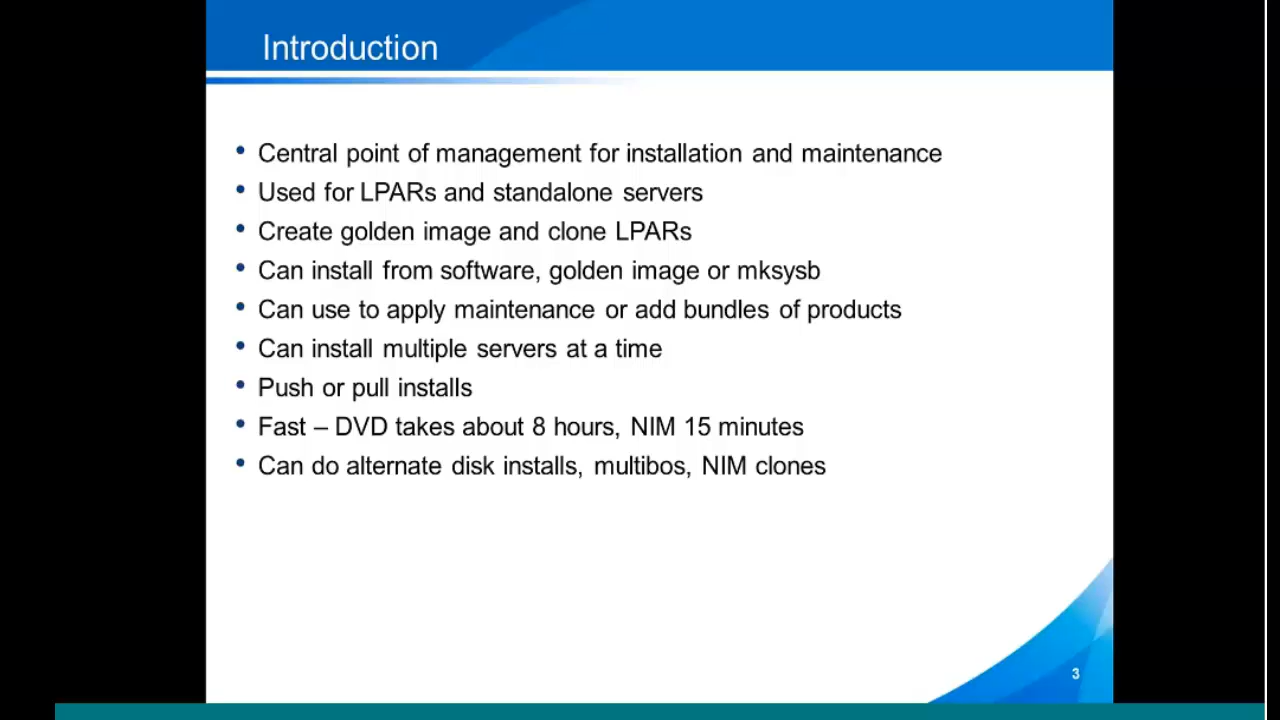 Introduction
• Central point of management for installation and maintenance
• Used for LPARs and standalone servers
• Create golden image and clone LPARs
• Can install from software, golden image or mksysb
• Can use to apply maintenance or add bundles of products
• Can install multiple servers at a time
• Push or pull installs
• Fast – DVD takes about 8 hours, NIM 15 minutes
• Can do alternate disk installs, multibos, NIM clones
3